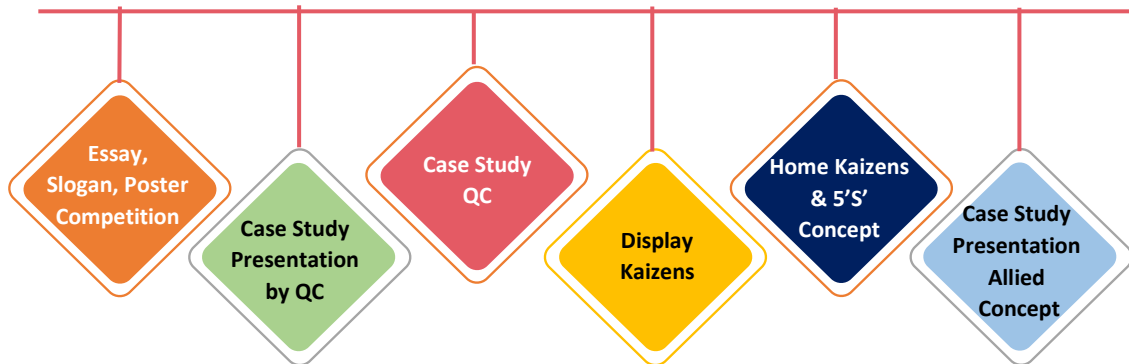 Essay,
Slogan, Poster
Competition
Case Study
Presentation
by QC
Case Study
QC
Display
Kaizens
Home Kaizens
& 5’S’
Concept
Case Study
Presentation
Allied
Concept